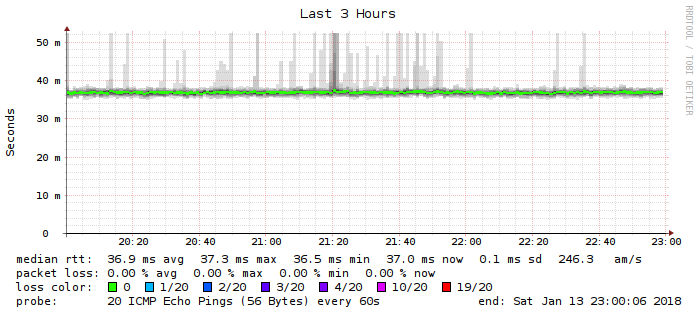 Last 3 Hours
RRDTOOL / TOBI OETIKER
Seconds
50 m
40 m
30 m
20 m
10 m
0
20:20 20:40 21:00 21:20 21:40 22:00 22:20 22:40 23:00
median rtt: 36.9 ms avg 37.3 ms max 36.5 ms min 37.0 ms now 0.1 ms sd 246.3 am/s
packet loss: 0.00 % avg 0.00 % max 0.00 % min 0.00 % now
loss color: 0 1/20 2/20 3/20 4/20 10/20 19/20
probe: 20 ICMP Echo Pings (56 Bytes) every 60s end: Sat Jan 13 23:00:06 2018